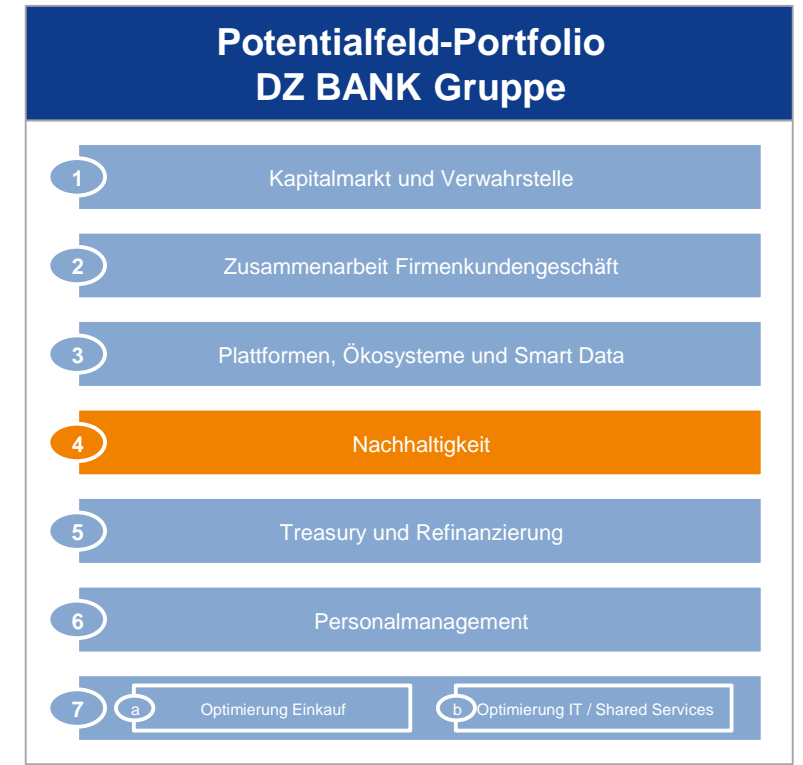 Potentialfeld-Portfolio
DZ BANK Gruppe
1 Kapitalmarkt und Verwahrstelle
2 Zusammenarbeit Firmenkundengeschäft
3 Plattformen, Ökosysteme und Smart Data
4 Nachhaltigkeit
5 Treasury und Refinanzierung
6 Personalmanagement
7 a Optimierung Einkauf b Optimierung IT / Shared Services